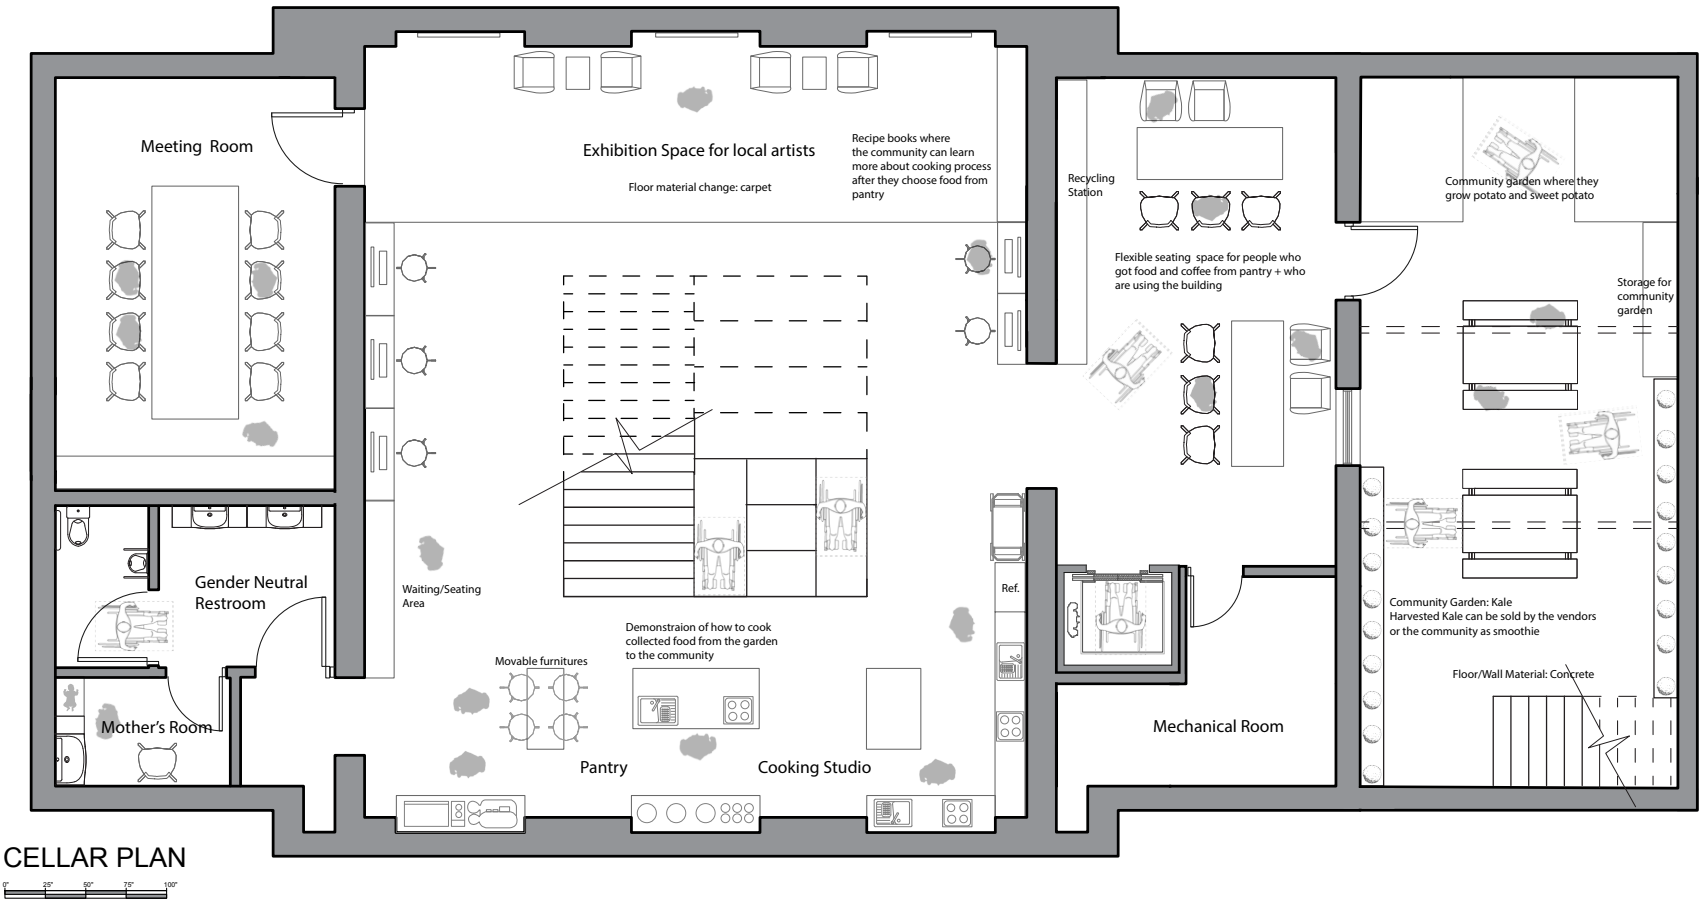 Meeting Room
Exhibition Space for local artists
Floor material change: carpet
Recipe books where
the community can learn
more about cooking process
after they choose food from
pantry
Recycling
Station
Community garden where they
grow potato and sweet potato
Flexible seating space for people who
got food and coffee from pantry + who
are using the building
Storage for
community
garden
Gender Neutral
Restroom
Waiting/Seating
Area
Ref.
Demonstraion of how to cook
collected food from the garden
to the community
Movable furnitures
Community Garden: Kale
Harvested Kale can be sold by the vendors
or the community as smoothie
Floor/Wall Material: Concrete
Mother's Room
Mechanical Room
Pantry
Cooking Studio
CELLAR PLAN
0" 25" 50" 75" 100"